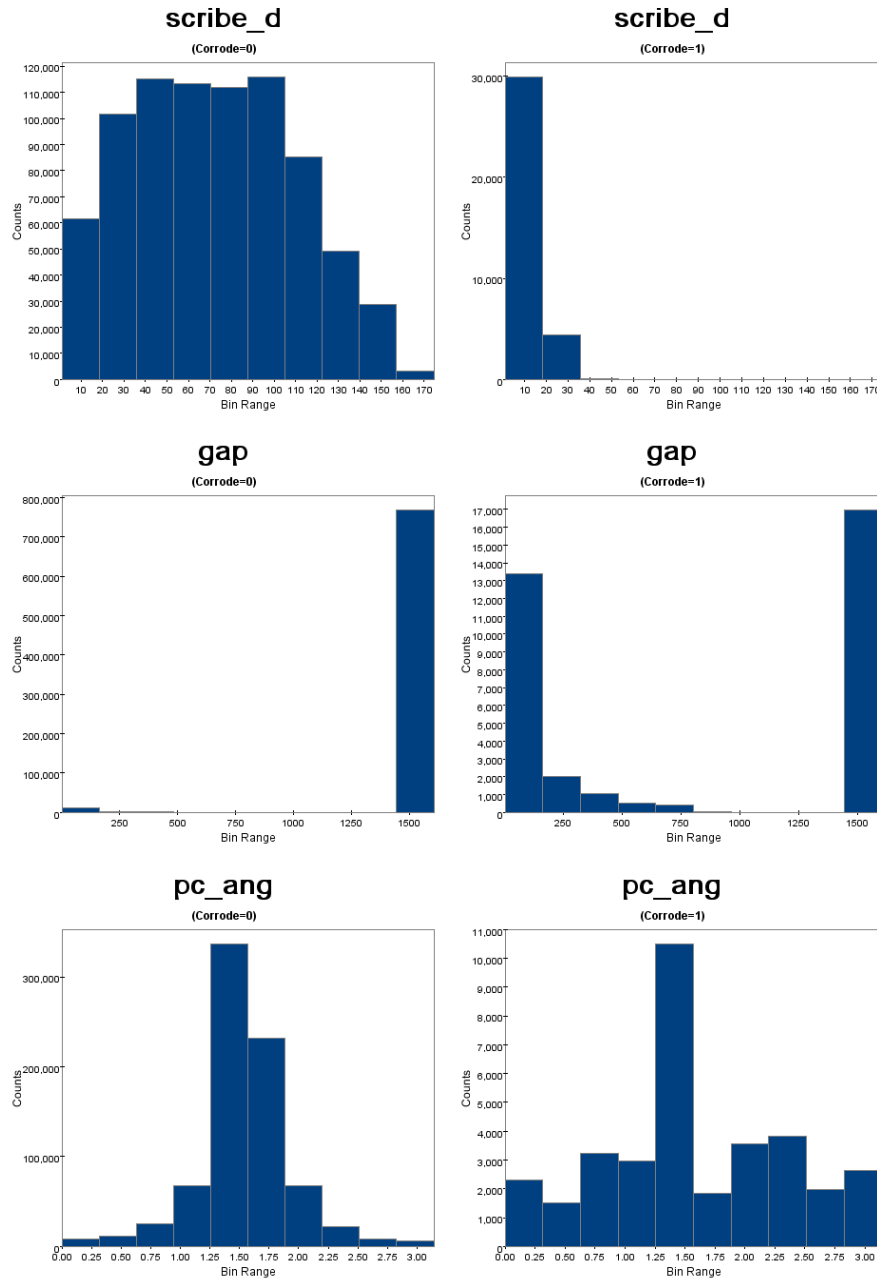 scribe_d
(Corrode=0)
120,000
110,000
100,000
90,000
80,000
70,000
60,000
50,000
40,000
30,000
20,000
10,000
0
Counts
10 20 30 40 50 60 70 80 90 100 110 120 130 140 150 160 170
Bin Range
scribe_d
(Corrode=1)
30,000
20,000
10,000
0
Counts
10 20 30 40 50 60 70 80 90 100 110 120 130 140 150 160 170
Bin Range
gap
(Corrode=0)
800,000
700,000
600,000
500,000
400,000
300,000
200,000
100,000
0
Counts
250 500 750 1000 1250 1500
Bin Range
gap
(Corrode=1)
17,000
16,000
15,000
14,000
13,000
12,000
11,000
10,000
9,000
8,000
7,000
6,000
5,000
4,000
3,000
2,000
1,000
0
Counts
250 500 750 1000 1250 1500
Bin Range
pc_ang
(Corrode=0)
300,000
200,000
100,000
0
Counts
0.00 0.25 0.50 0.75 1.00 1.25 1.50 1.75 2.00 2.25 2.50 2.75 3.00
Bin Range
pc_ang
(Corrode=1)
11,000
10,000
9,000
8,000
7,000
6,000
5,000
4,000
3,000
2,000
1,000
0
Counts
0.00 0.25 0.50 0.75 1.00 1.25 1.50 1.75 2.00 2.25 2.50 2.75 3.00
Bin Range